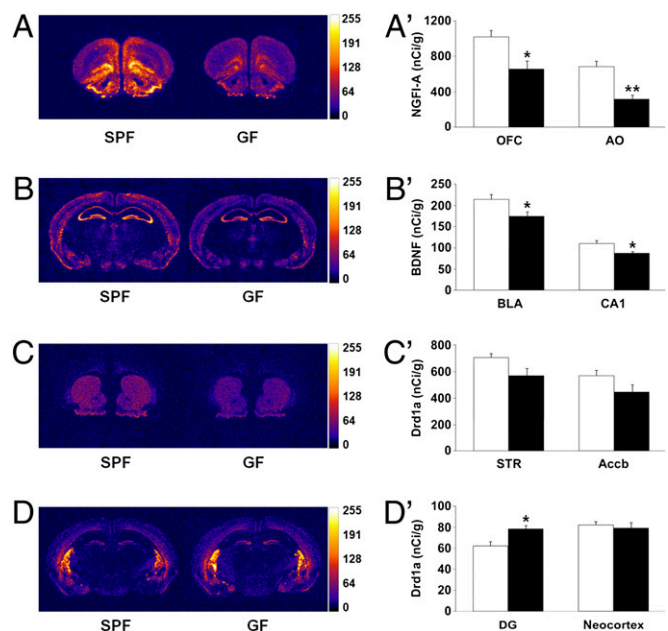 A
255
191
128
64
0
SPF
GF
A'
NGFI-A (nCi/g)
1200
800
400
0
*
**
OFC
AO
B
255
191
128
64
0
SPF
GF
B'
BDNF (nCi/g)
250
200
150
100
50
0
*
*
BLA
CA1
C
255
191
128
64
0
SPF
GF
C'
Drd1a (nCi/g)
800
600
400
200
0
STR
Accb
D
255
191
128
64
0
SPF
GF
D'
Drd1a (nCi/g)
100
80
60
40
20
0
*
DG
Neocortex